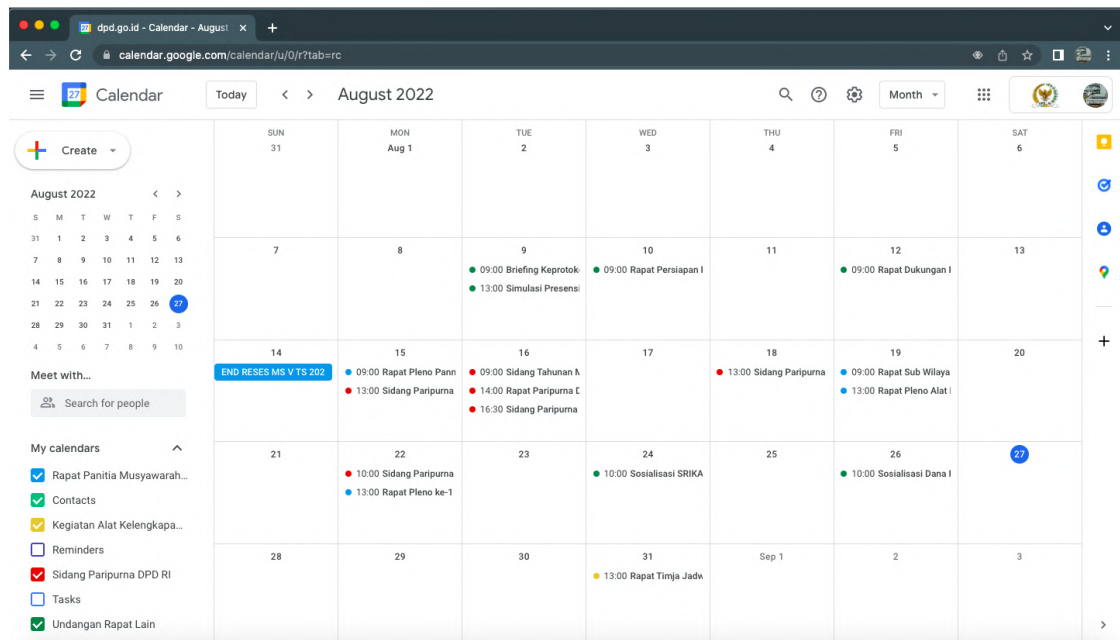 dpd.go.id - Calendar - August
calendar.google.com/calendar/u/0/r?tab=rc
27 Calendar Today August 2022 Month
Create
August 2022
S M T W T F S
31 1 2 3 4 5 6
7 8 9 10 11 12 13
14 15 16 17 18 19 20
21 22 23 24 25 26 27
28 29 30 31 1 2 3
4 5 6 7 8 9 10
Meet with...
Search for people
My calendars
Rapat Panitia Musyawarah...
Contacts
Kegiatan Alat Kelengkapa...
Reminders
Sidang Paripurna DPD RI
Tasks
Undangan Rapat Lain
SUN MON TUE WED THU FRI SAT
31 Aug 1 2 3 4 5 6
7 8 9 10 11 12 13
09:00 Briefing Keprotok 09:00 Rapat Persiapan 09:00 Rapat Dukungan
13:00 Simulasi Presensi
14 15 16 17 18 19 20
END RESES MS V TS 202 09:00 Rapat Pleno Pann 09:00 Sidang Tahunan M 13:00 Sidang Paripurna 09:00 Rapat Sub Wilaya
13:00 Sidang Paripurna 14:00 Rapat Paripurna D 13:00 Rapat Pleno Alat
16:30 Sidang Paripurna
21 22 23 24 25 26 27
10:00 Sidang Paripurna 10:00 Sosialisasi SRIKA 10:00 Sosialisasi Dana
13:00 Rapat Pleno ke-1
28 29 30 31 Sep 1 2 3
13:00 Rapat Timja Jadw